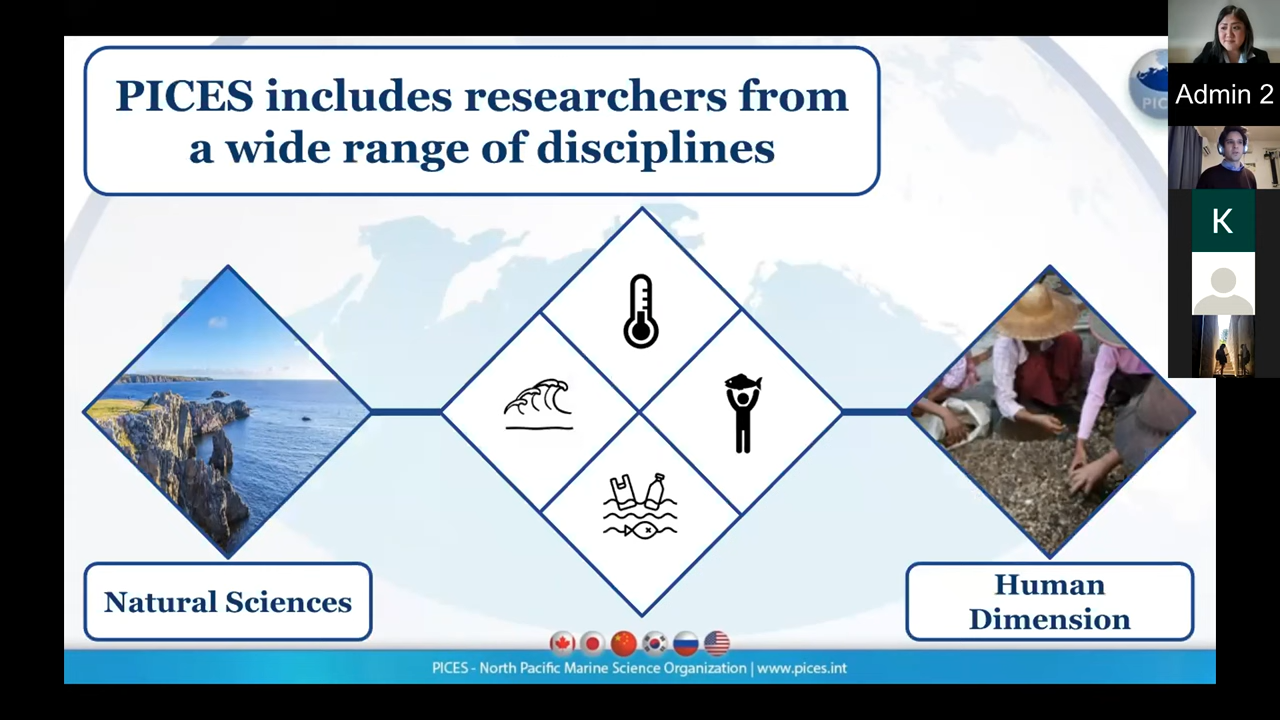 PICES includes researchers from
a wide range of disciplines
PIC
Admin 2
K
Natural Sciences
Human
Dimension
PICES - North Pacific Marine Science Organization | www.pices.int